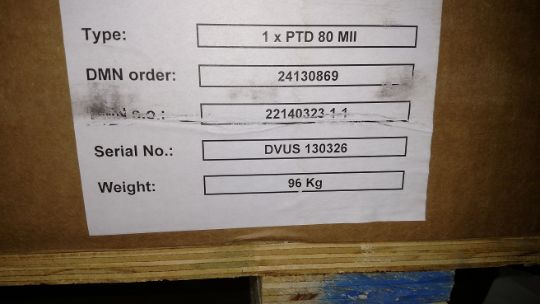 Type: 1 x PTD 80 MII
DMN order: 24130869
s.o.: 22140323-1-1
Serial No.: DVUS 130326
Weight: 96 Kg